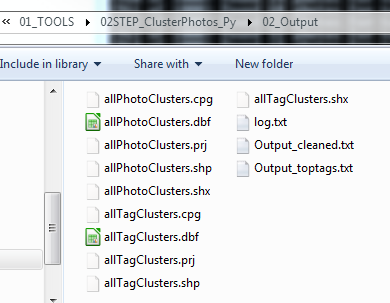 « 01_TOOLS ▸ 02STEP_ClusterPhotos_Py ▸ 02_Output
Include in library ▾ Share with ▾ New folder
allPhotoClusters.cpg
allPhotoClusters.dbf
allPhotoClusters.prj
allPhotoClusters.shp
allPhotoClusters.shx
allTagClusters.cpg
allTagClusters.dbf
allTagClusters.prj
allTagClusters.shp
allTagClusters.shx
log.txt
Output_cleaned.txt
Output_toptags.txt